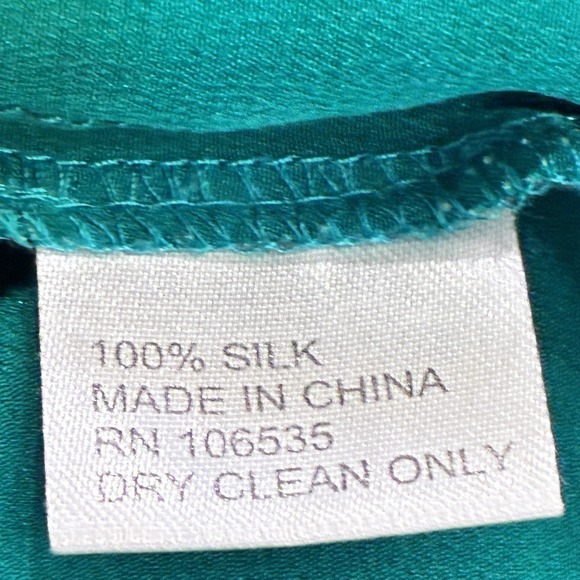 100% SILK
MADE IN CHINA
RN 106535
DRY CLEAN ONLY